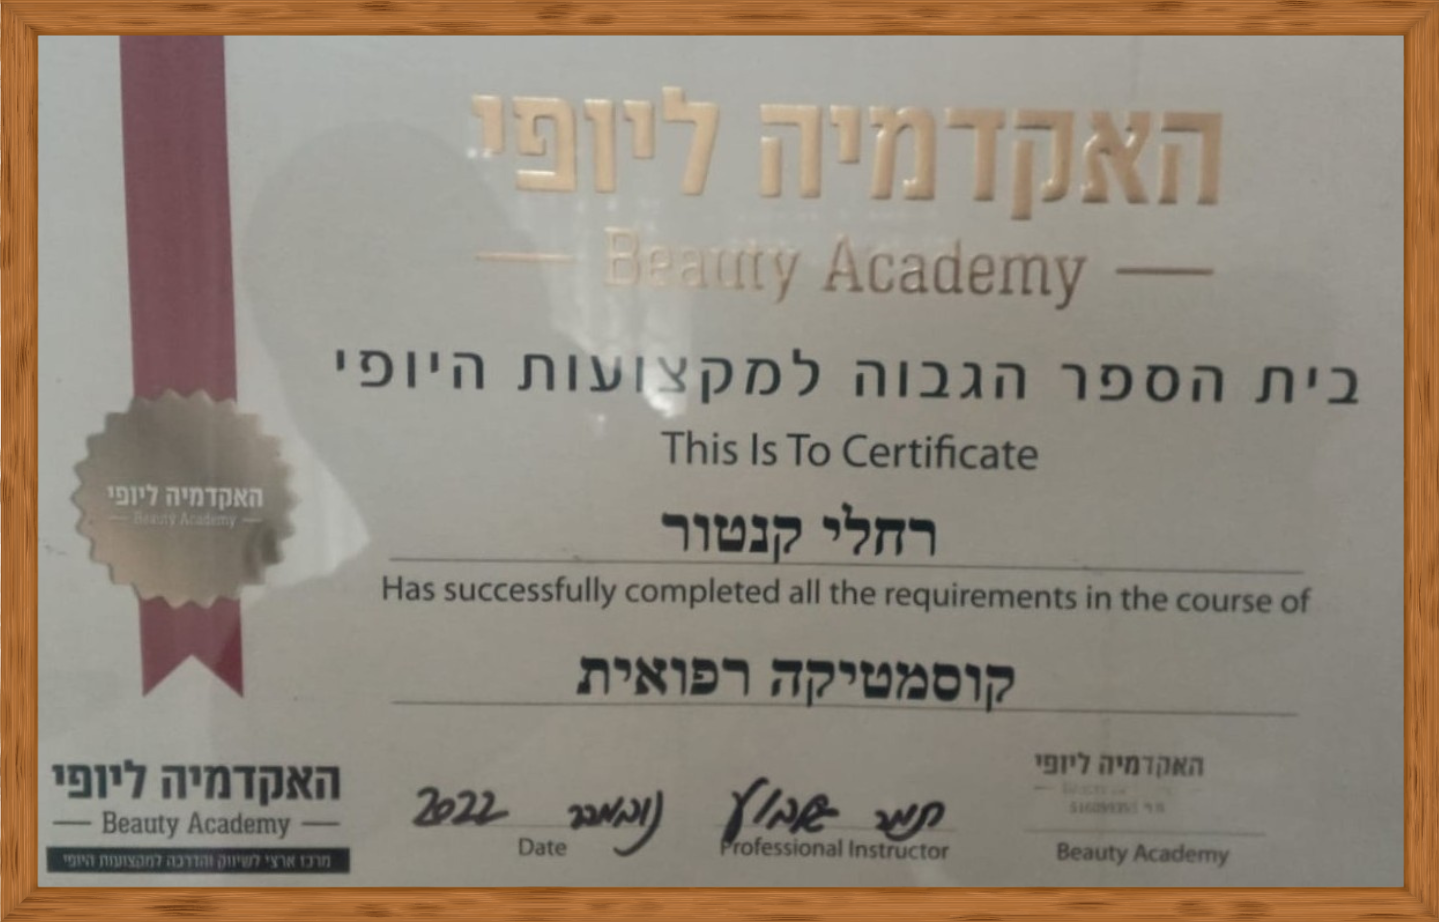 האקדמיה ליופי
Beauty Academy
בית הספר הגבוה למקצועות היופי
This Is To Certificate
רחלי קנטור
Has successfully completed all the requirements in the course of
קוסמטיקה רפואית
האקדמיה ליופי
Beauty Academy
האקדמיה ליופי
Beauty Academy
מרכז ארצי לשיווק והדרכה למקצועות היופי
נובמבר 2022
Date
תמר
Professional Instructor
האקדמיה ליופי
Beauty Academy